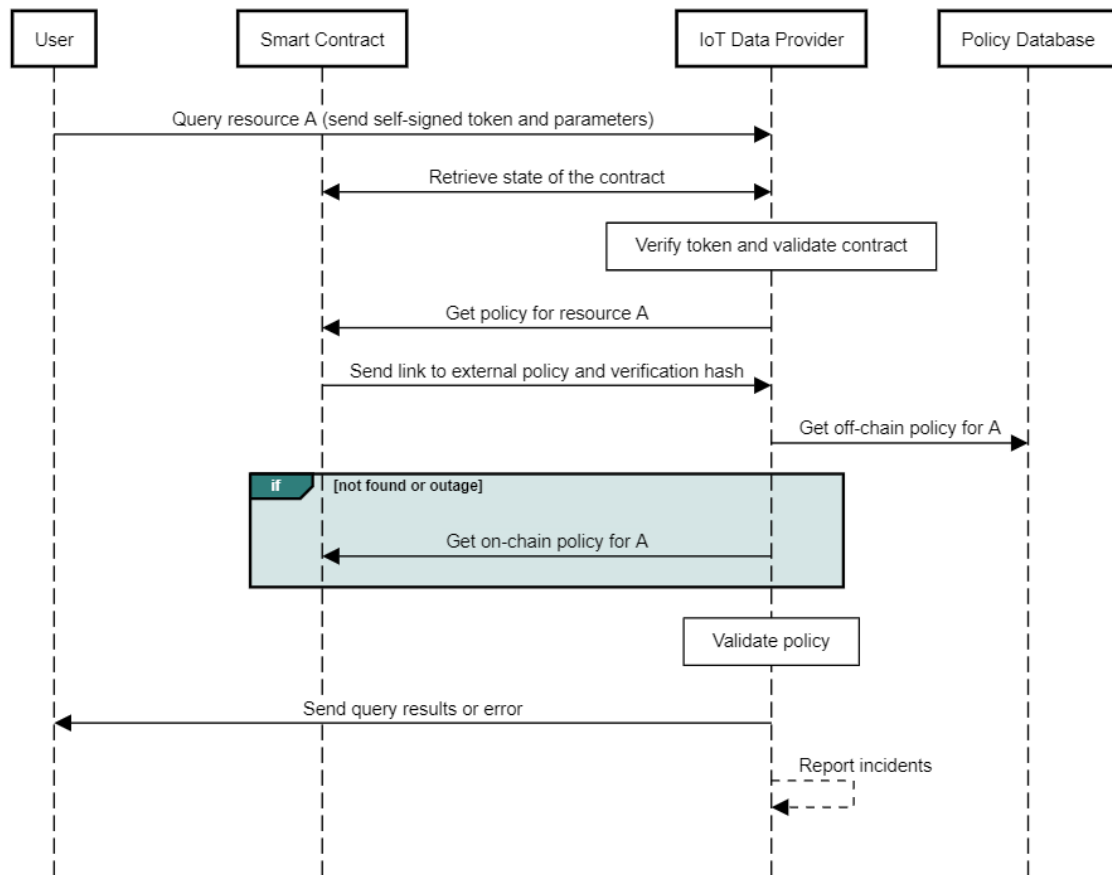 User
Smart Contract
IoT Data Provider
Policy Database
Query resource A (send self-signed token and parameters)
Retrieve state of the contract
Verify token and validate contract
Get policy for resource A
Send link to external policy and verification hash
Get off-chain policy for A
if
[not found or outage]
Get on-chain policy for A
Validate policy
Send query results or error
Report incidents